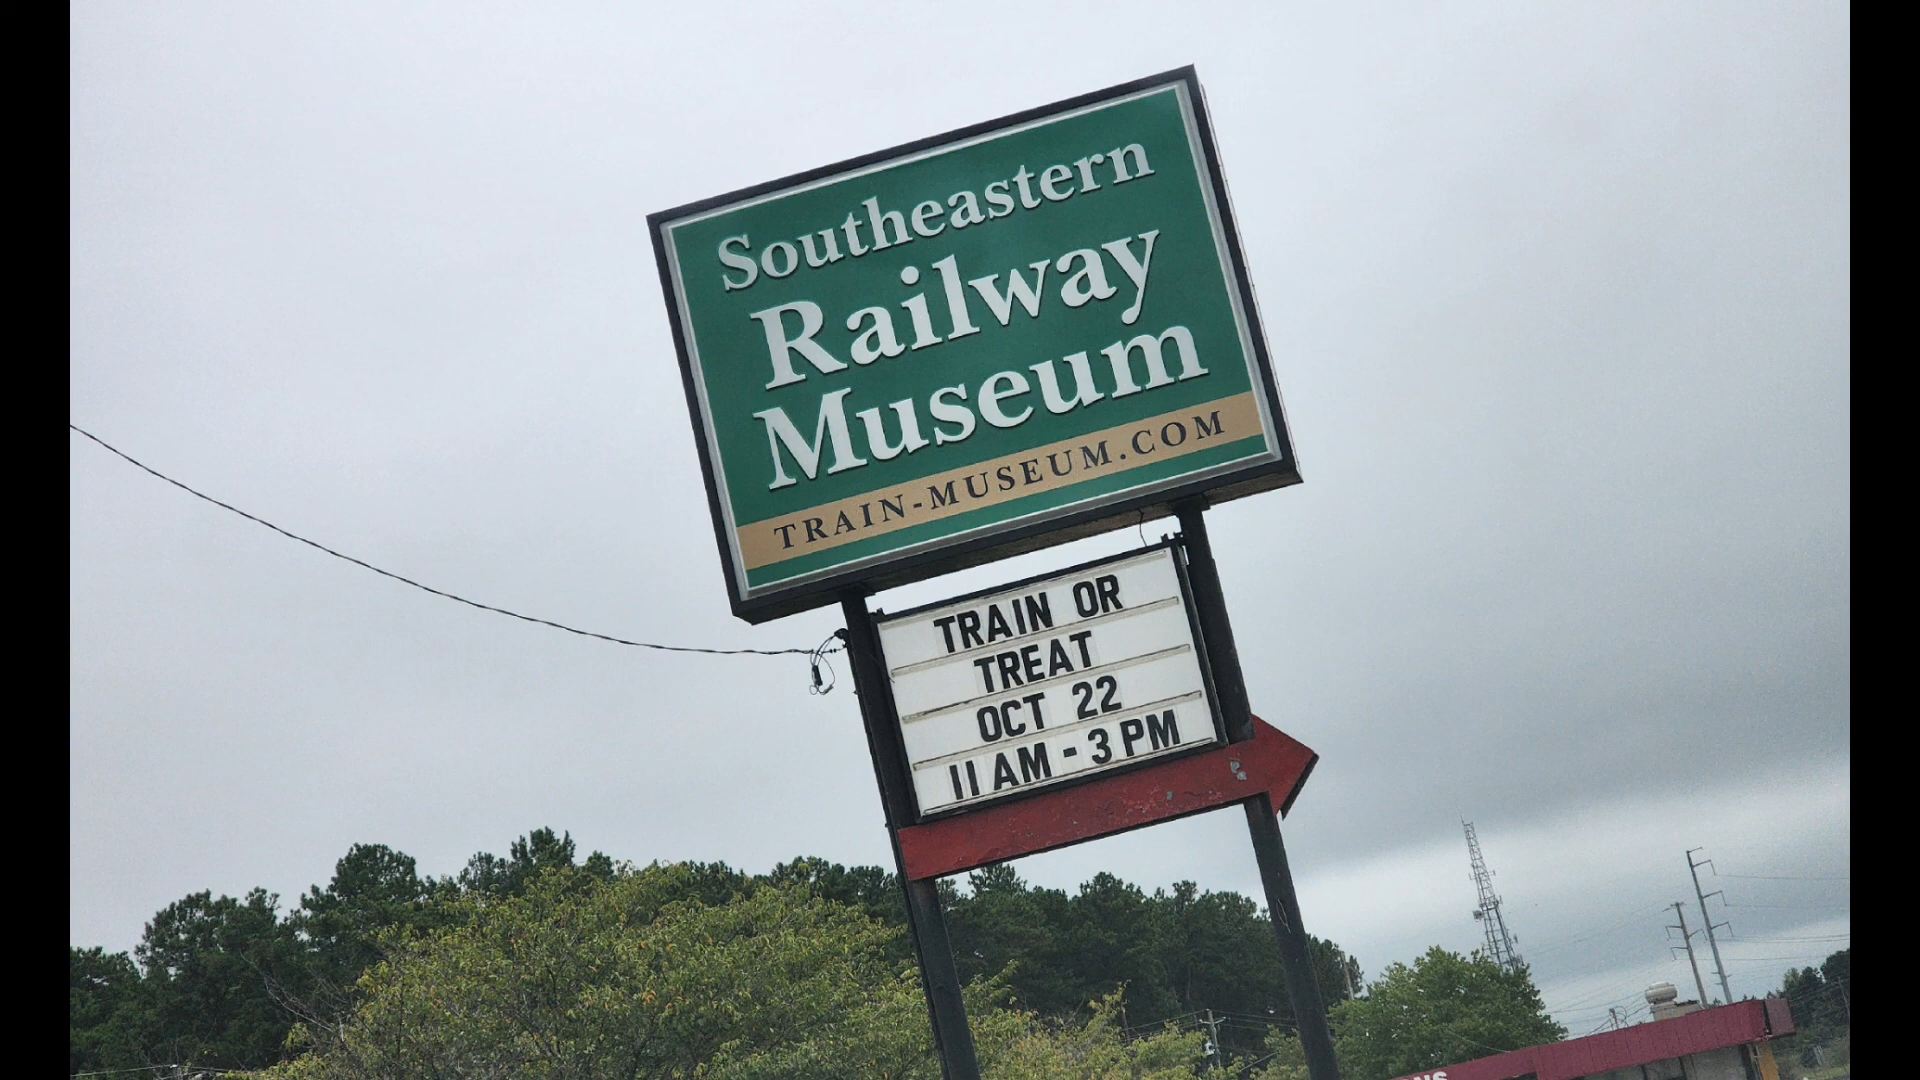 Southeastern
Railway
Museum
TRAIN-MUSEUM.COM
TRAIN OR
TREAT
OCT 22
11 AM - 3 PM